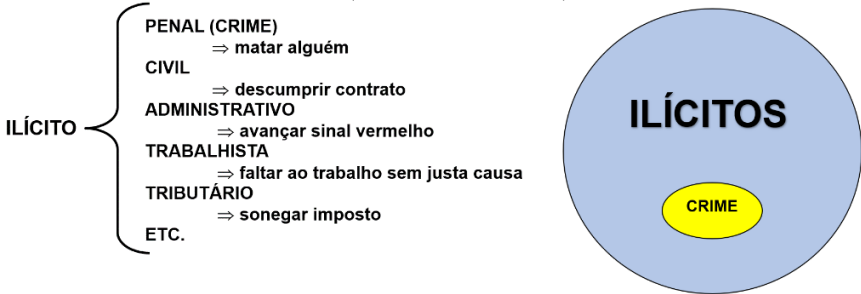 PENAL (CRIME)
⇒ matar alguém
CIVIL
⇒ descumprir contrato
ADMINISTRATIVO
ILÍCITO
⇒ avançar sinal vermelho
TRABALHISTA
⇒ faltar ao trabalho sem justa causa
TRIBUTÁRIO
⇒ sonegar imposto
ETC.
ILÍCITOS
CRIME